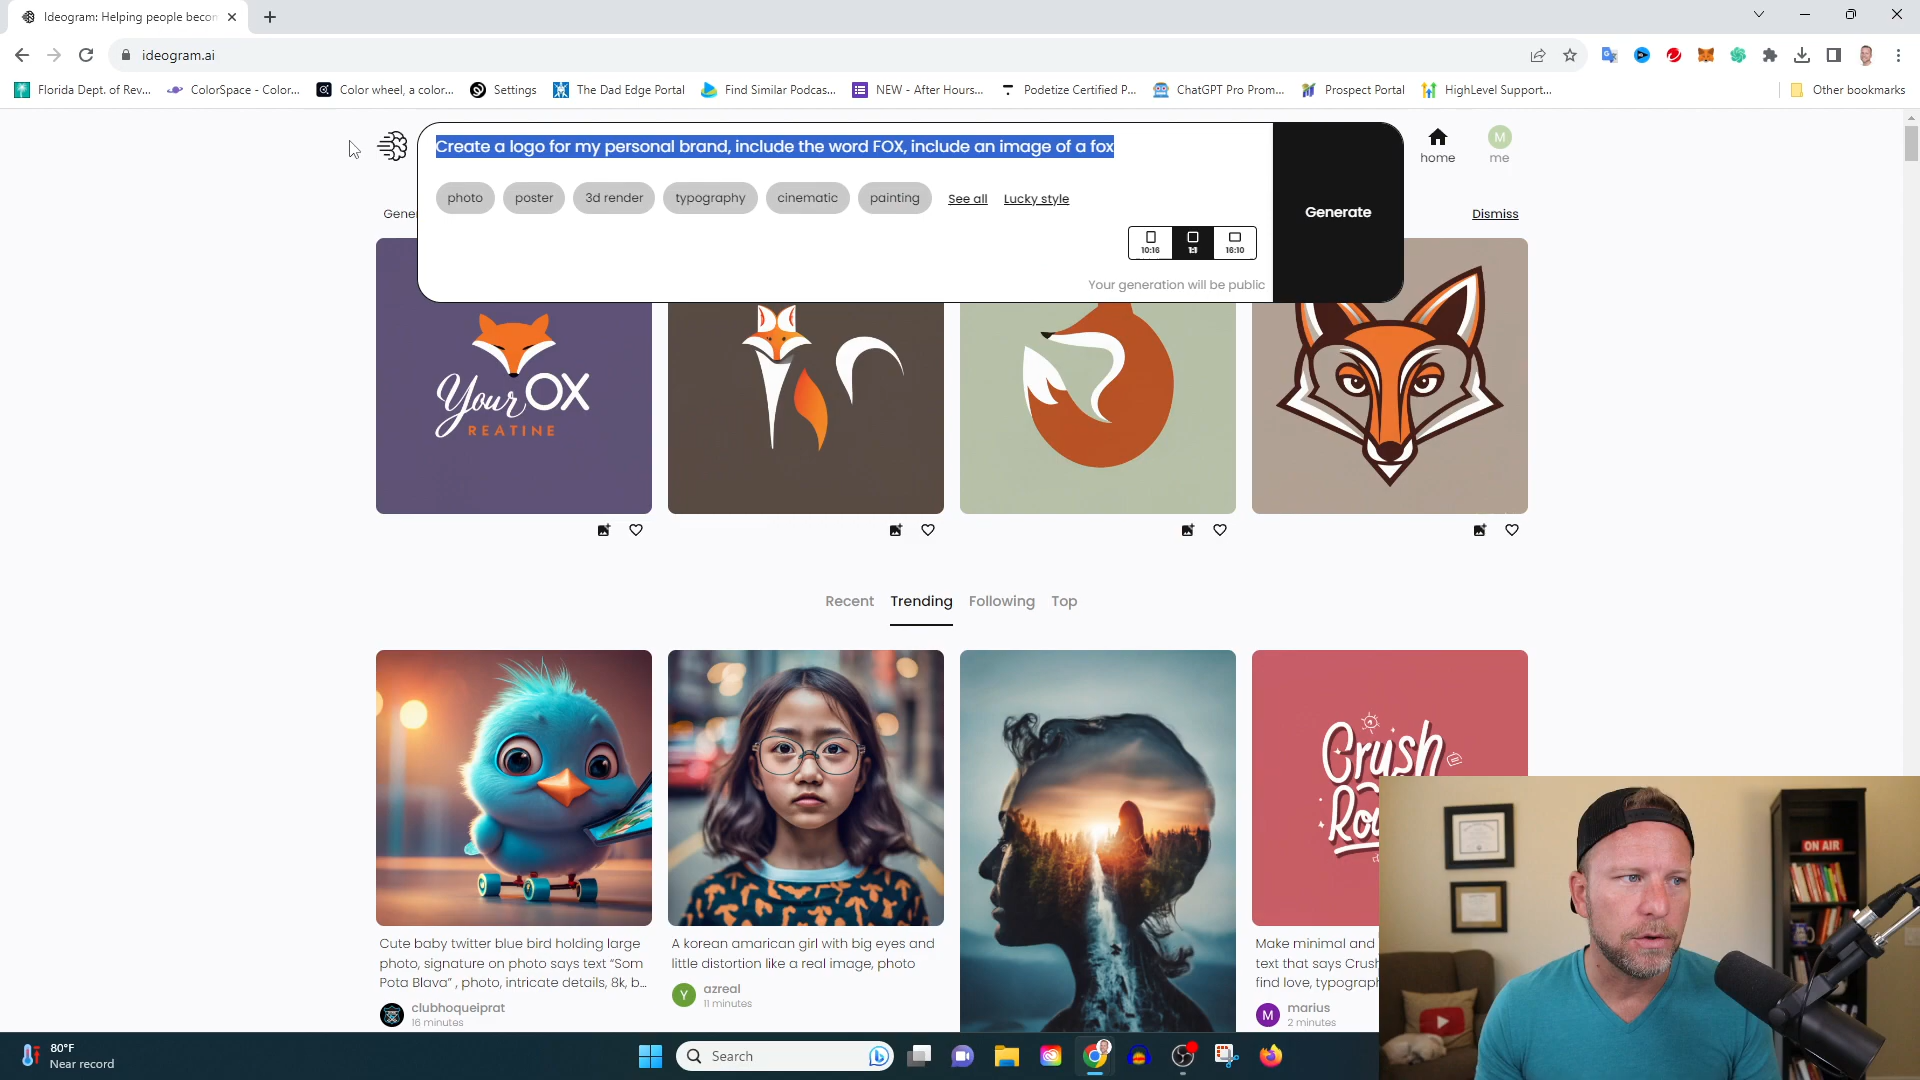 Ideogram: Helping people becom
ideogram.ai
Florida Dept. of Rev...
ColorSpace - Color...
Color wheel, a color...
Settings
The Dad Edge Portal
Find Similar Podcas...
NEW - After Hours...
Podetize Certified P...
ChatGPT Pro Prom...
Prospect Portal
HighLevel Support...
Other bookmarks
Create a logo for my personal brand, include the word FOX, include an image of a fox
photo
poster
3d render
typography
cinematic
painting
See all
Lucky style
Generate
10:16
1:1
16:10
Your generation will be public
home
M
me
Gener
Dismiss
Your OX
REATINE
Recent
Trending
Following
Top
Crush
Cute baby twitter blue bird holding large
photo, signature on photo says text “Som
Pota Blava” , photo, intricate details, 8k, b...
clubhoqueiprat
16 minutes
A korean amarican girl with big eyes and
little distortion like a real image, photo
Y
azreal
11 minutes
Make minimal and
text that says Crush
find love, typograph
M
marius
2 minutes
ON AIR
80°F
Near record
Search